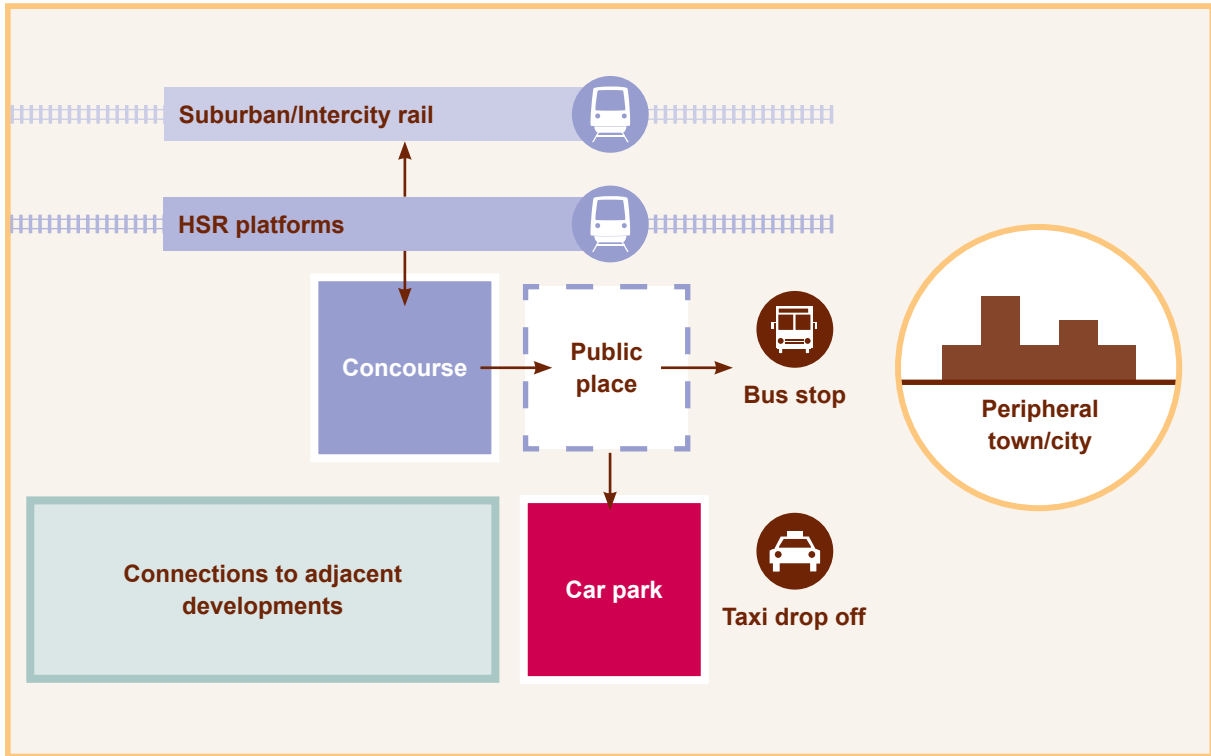 Suburban/Intercity rail
HSR platforms
Concourse
Public
place
Bus stop
Peripheral
town/city
Connections to adjacent
developments
Car park
Taxi drop off